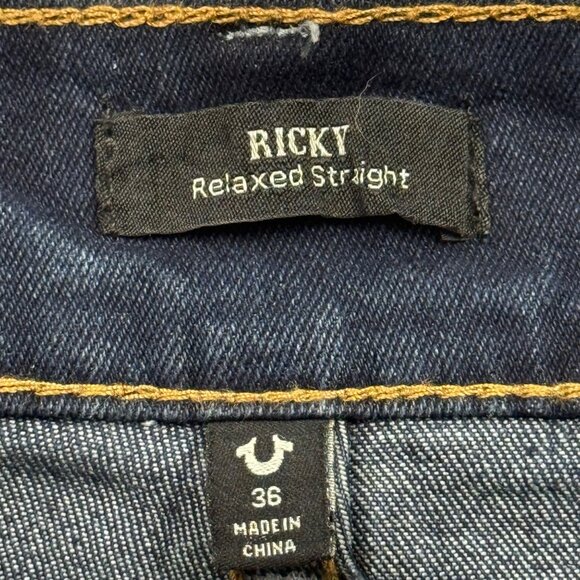 RICKY
Relaxed Straight
36
MADE IN
CHINA